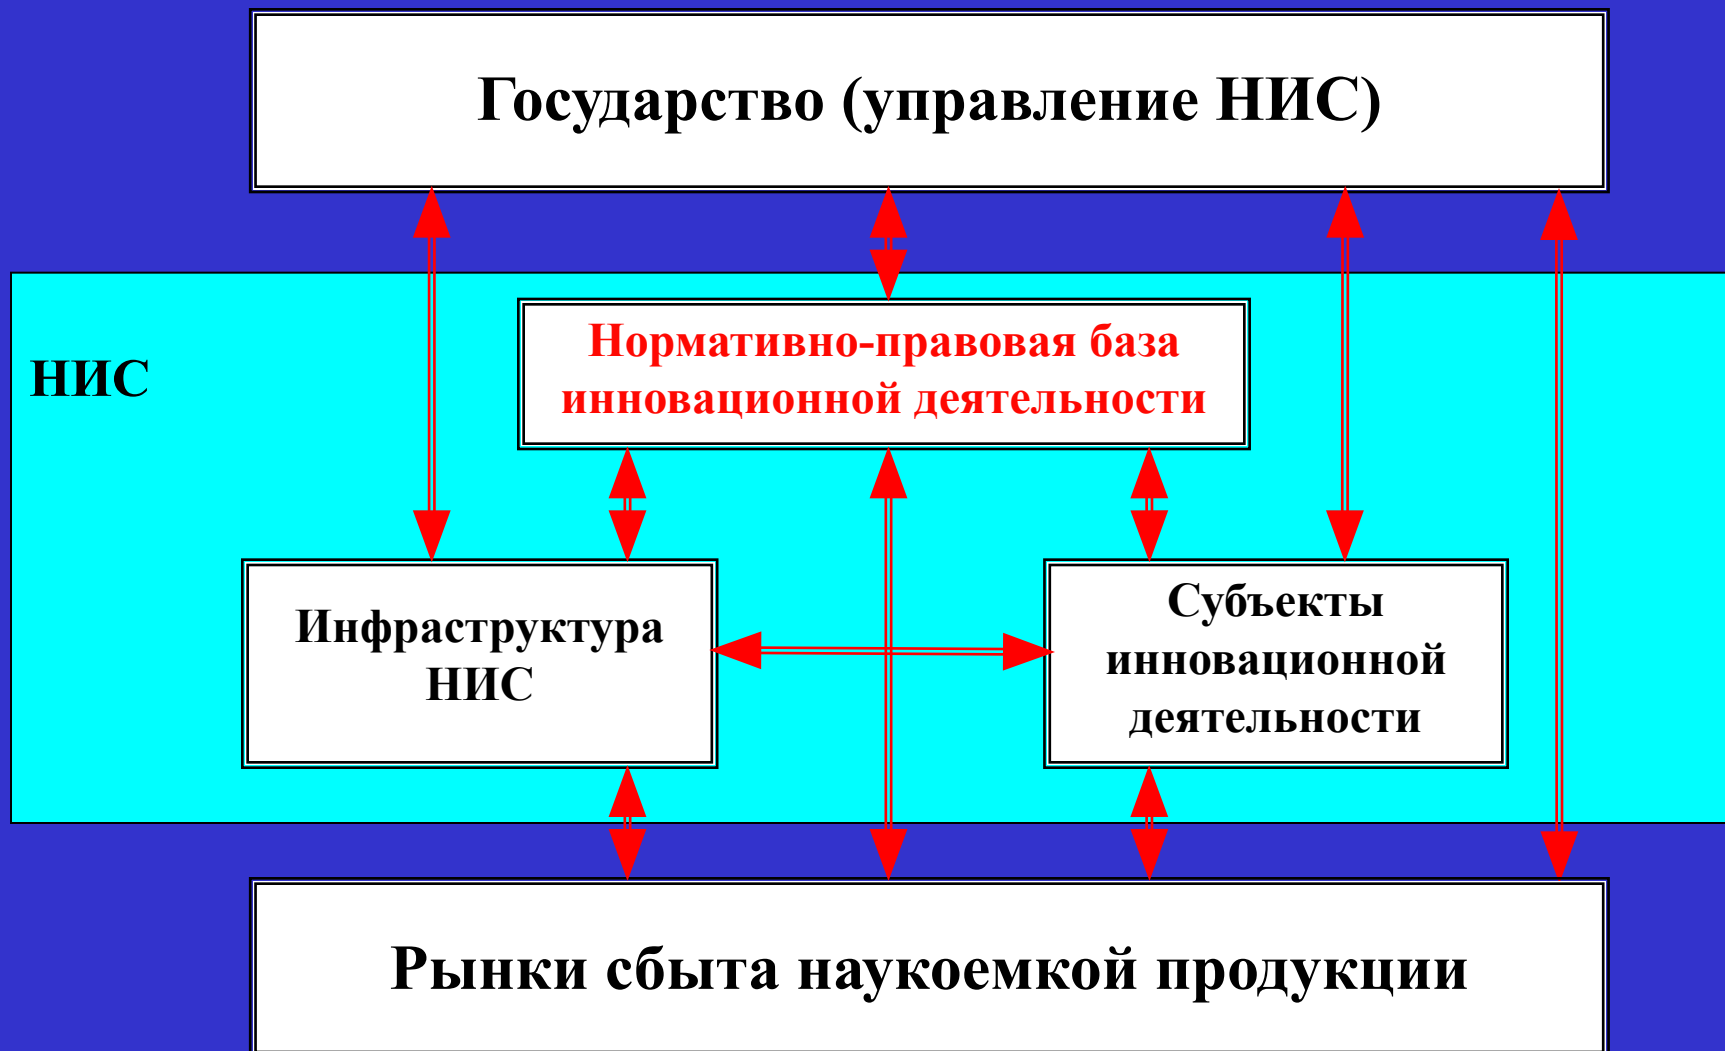 Государство (управление НИС)
Нормативно-правовая база
инновационной деятельности
НИС
Инфраструктура
НИС
Субъекты
инновационной
деятельности
Рынки сбыта наукоемкой продукции